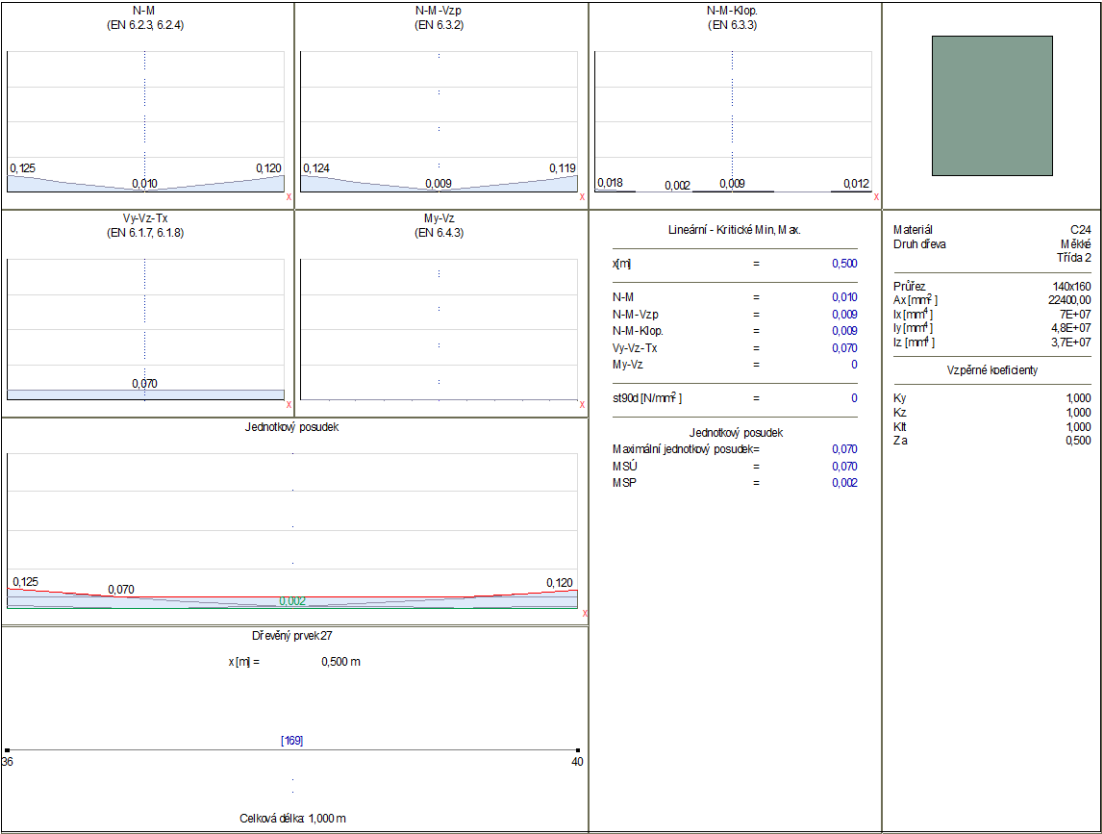 N-M
(EN 6.2.3, 6.2.4)
0,125
0,010
0,120
x
N-M-Vzp
(EN 6.3.2)
0,124
0,009
0,119
x
N-M-Klop.
(EN 6.3.3)
0,018
0,002
0,009
0,012
x
Vy-Vz-Tx
(EN 6.1.7, 6.1.8)
0,070
x
My-Vz
(EN 6.4.3)
x
Lineární - Kritické Min, Max.
x[m] = 0,500
N-M = 0,010
N-M-Vzp = 0,009
N-M-Klop. = 0,009
Vy-Vz-Tx = 0,070
My-Vz = 0
st90d [N/mm²] = 0
Jednotkový posudek
Maximální jednotkový posudek= 0,070
MSÚ = 0,070
MSP = 0,002
Materiál C24
Druh dřeva Měkké
Třída 2
Průřez 140x160
Ax [mm²] 22400,00
Ix [mm⁴] 7E+07
Iy [mm⁴] 4,8E+07
Iz [mm⁴] 3,7E+07
Vzpěrné koeficienty
Ky 1,000
Kz 1,000
Klt 1,000
Za 0,500
Jednotkový posudek
0,125
0,070
0,002
0,120
x
Dřevěný prvek 27
x [m] = 0,500 m
[169]
36
40
Celková délka: 1,000 m